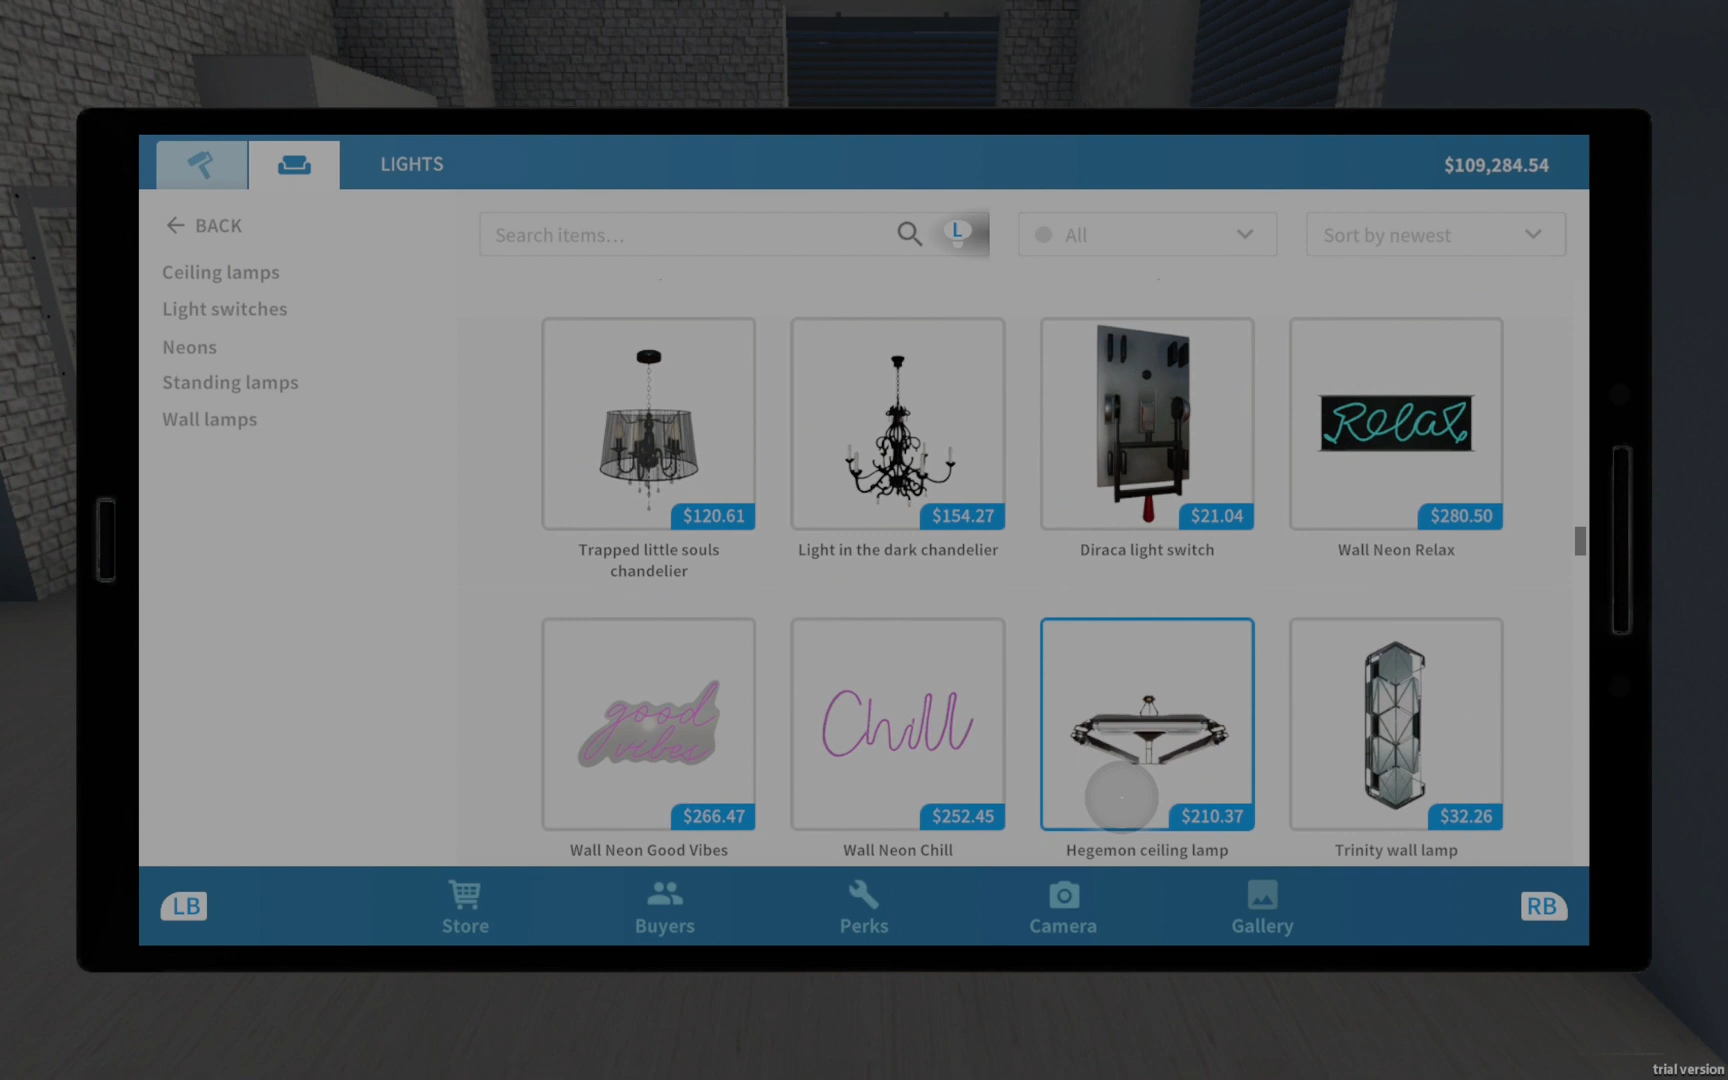 LIGHTS
$109,284.54
BACK
Search items...
L
All
Sort by newest
Ceiling lamps
Light switches
Neons
Standing lamps
Wall lamps
Relax
$120.61
$154.27
$21.04
$280.50
Trapped little souls
chandelier
Light in the dark chandelier
Diraca light switch
Wall Neon Relax
good
vibes
Chill
$266.47
$252.45
$210.37
$32.26
Wall Neon Good Vibes
Wall Neon Chill
Hegemon ceiling lamp
Trinity wall lamp
LB
Store
Buyers
Perks
Camera
Gallery
RB
trial version